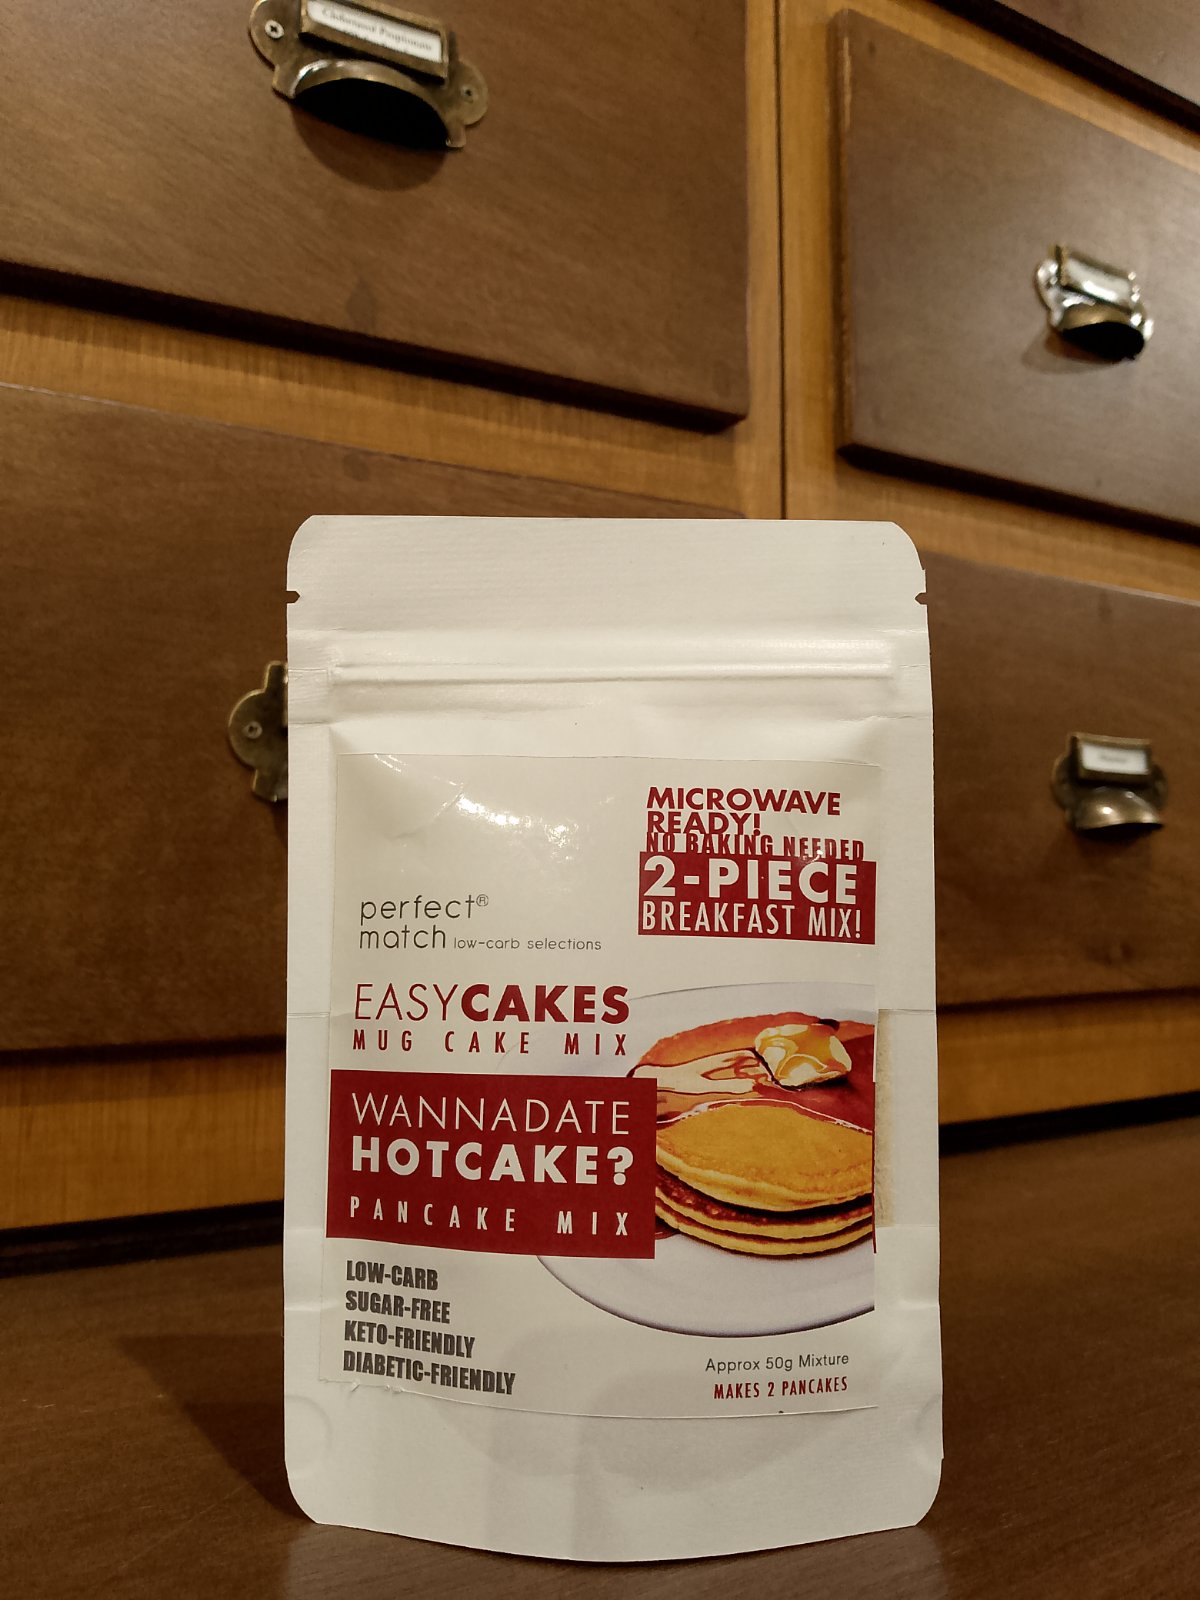 MICROWAVE
READY!
NO BAKING NEEDED
2-PIECE
BREAKFAST MIX!
perfect®
match low-carb selections
EASYCAKES
MUG CAKE MIX
WANNADATE
HOTCAKE?
PANCAKE MIX
LOW-CARB
SUGAR-FREE
KETO-FRIENDLY
DIABETIC-FRIENDLY
Approx 50g Mixture
MAKES 2 PANCAKES